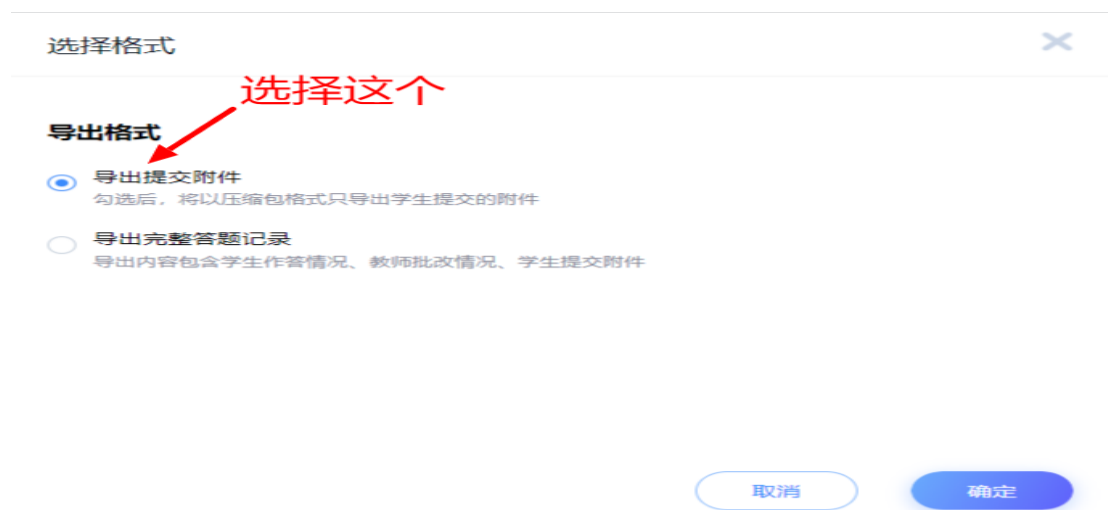 选择格式
选择这个
导出格式
导出提交附件
勾选后，将以压缩包格式只导出学生提交的附件
导出完整答题记录
导出内容包含学生作答情况、教师批改情况、学生提交附件
取消
确定